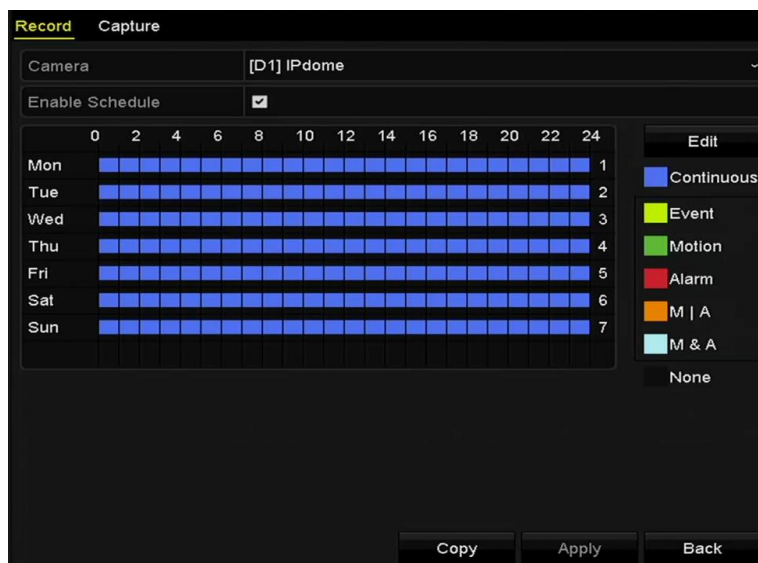 Record Capture
Camera [D1] IPdome
Enable Schedule
0 2 4 6 8 10 12 14 16 18 20 22 24
Edit
Mon 1
Continuous
Tue 2
Wed 3
Event
Thu 4
Motion
Fri 5
Alarm
Sat 6
M | A
Sun 7
M & A
None
Copy Apply Back